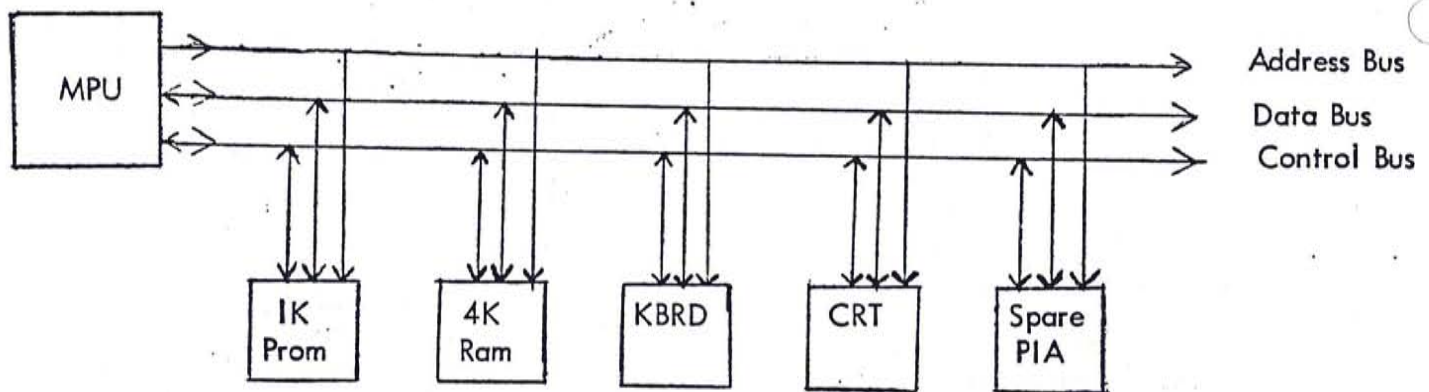 MPU
Address Bus
Data Bus
Control Bus
1K
Prom
4K
Ram
KBRD
CRT
Spare
PIA